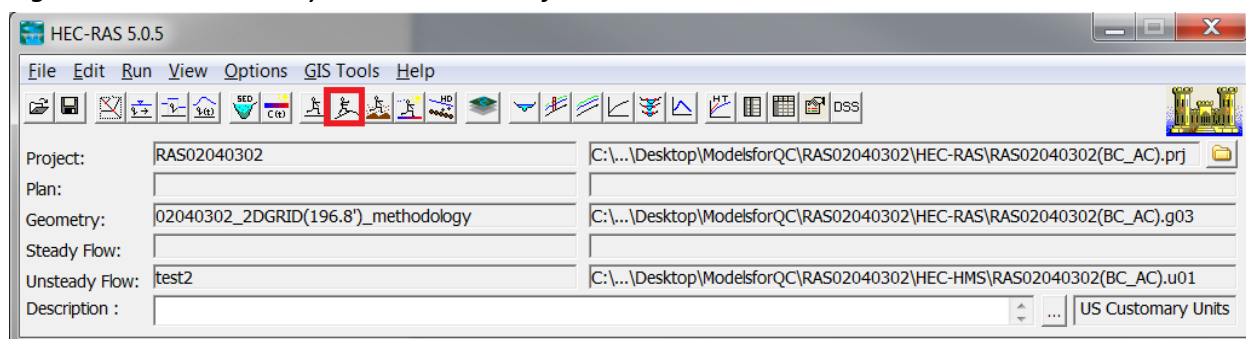 HEC-RAS 5.0.5
File Edit Run View Options GIS Tools Help
SED C(t) HD HT DSS
Project: RAS02040302 C:\...\Desktop\ModelsforQC\RAS02040302\HEC-RAS\RAS02040302(BC_AC).prj
Plan:
Geometry: 02040302_2DGRID(196.8')_methodology C:\...\Desktop\ModelsforQC\RAS02040302\HEC-RAS\RAS02040302(BC_AC).g03
Steady Flow:
Unsteady Flow: test2 C:\...\Desktop\ModelsforQC\RAS02040302\HEC-HMS\RAS02040302(BC_AC).u01
Description : ... US Customary Units